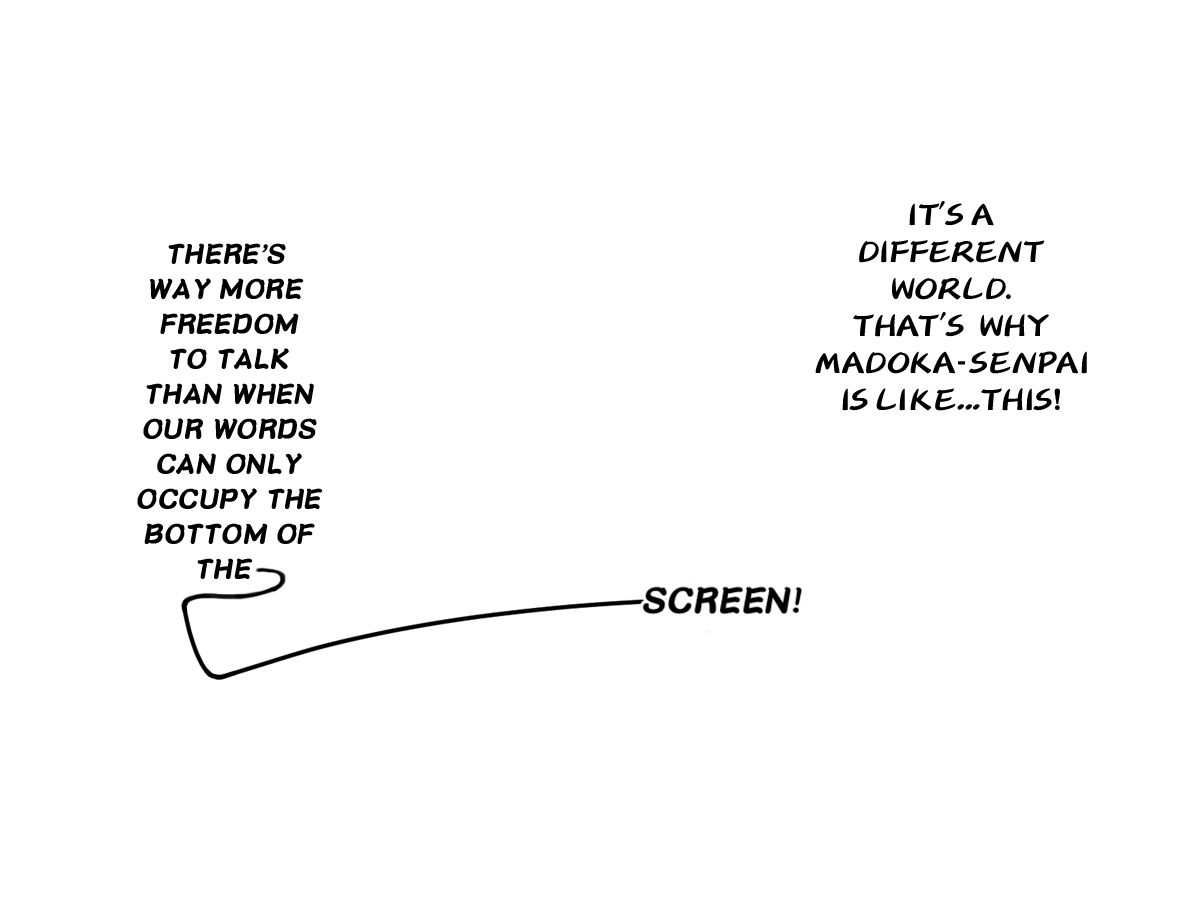 THERE'S
WAY MORE
FREEDOM
TO TALK
THAN WHEN
OUR WORDS
CAN ONLY
OCCUPY THE
BOTTOM OF
THE
SCREEN!
IT'S A
DIFFERENT
WORLD.
THAT'S WHY
MADOKA-SENPAI
IS LIKE...THIS!